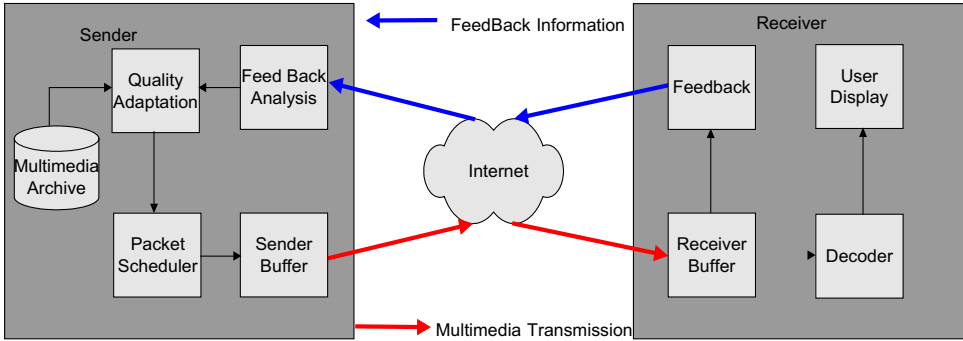 Sender
FeedBack Information
Receiver
Quality
Adaptation
Feed Back
Analysis
Feedback
User
Display
Multimedia
Archive
Internet
Packet
Scheduler
Sender
Buffer
Receiver
Buffer
Decoder
Multimedia Transmission